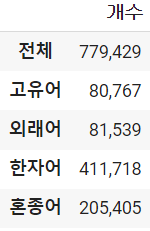 개수
전체 779,429
고유어 80,767
외래어 81,539
한자어 411,718
혼종어 205,405